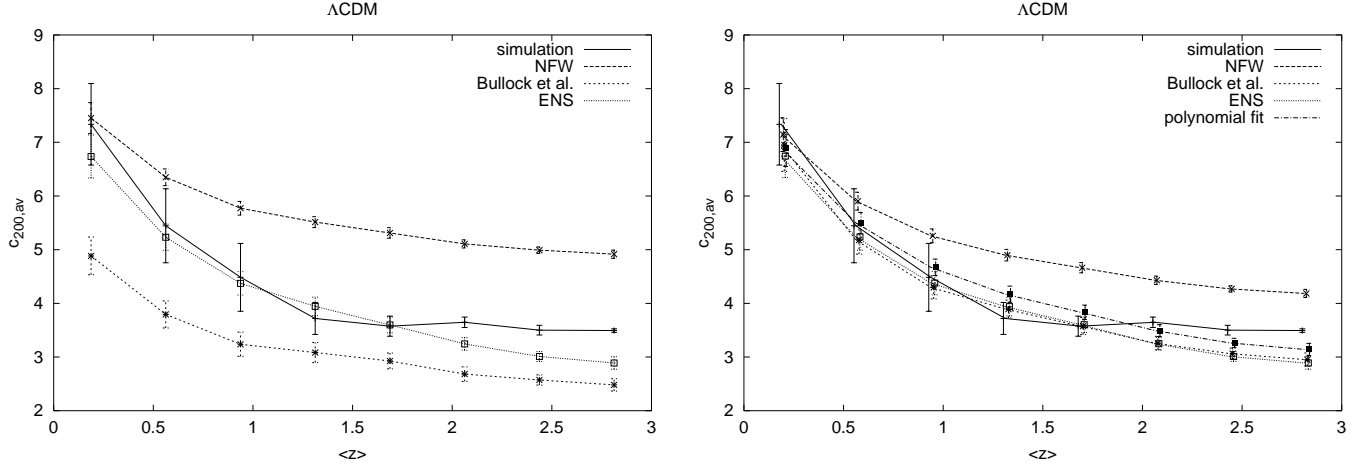 ΛCDM
9
8
7
6
5
4
3
2
c200,av
0
0.5
1
1.5
2
2.5
3
<z>
simulation
NFW
Bullock et al.
ENS
ΛCDM
9
8
7
6
5
4
3
2
c200,av
0
0.5
1
1.5
2
2.5
3
<z>
simulation
NFW
Bullock et al.
ENS
polynomial fit